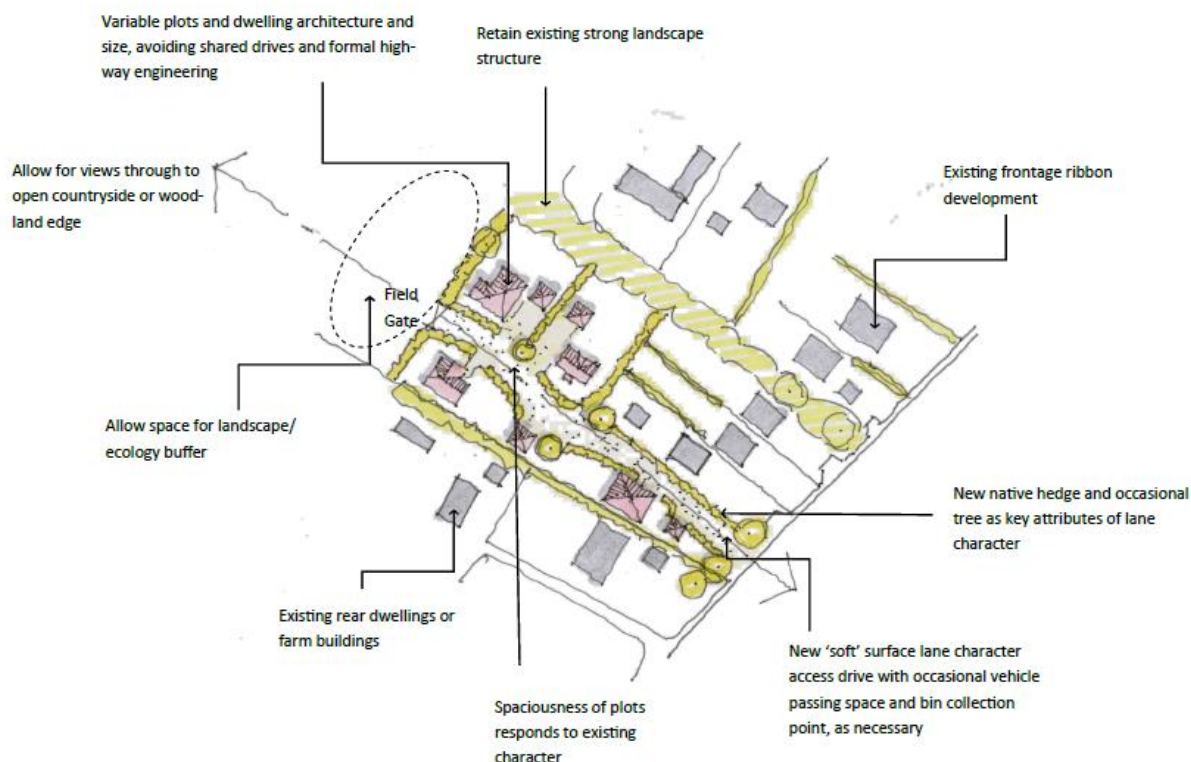 Variable plots and dwelling architecture and
size, avoiding shared drives and formal high-
way engineering
Retain existing strong landscape
structure
Allow for views through to
open countryside or wood-
land edge
Existing frontage ribbon
development
Field
Gate
Allow space for landscape/
ecology buffer
New native hedge and occasional
tree as key attributes of lane
character
Existing rear dwellings or
farm buildings
New ‘soft’ surface lane character
access drive with occasional vehicle
passing space and bin collection
point, as necessary
Spaciousness of plots
responds to existing
character